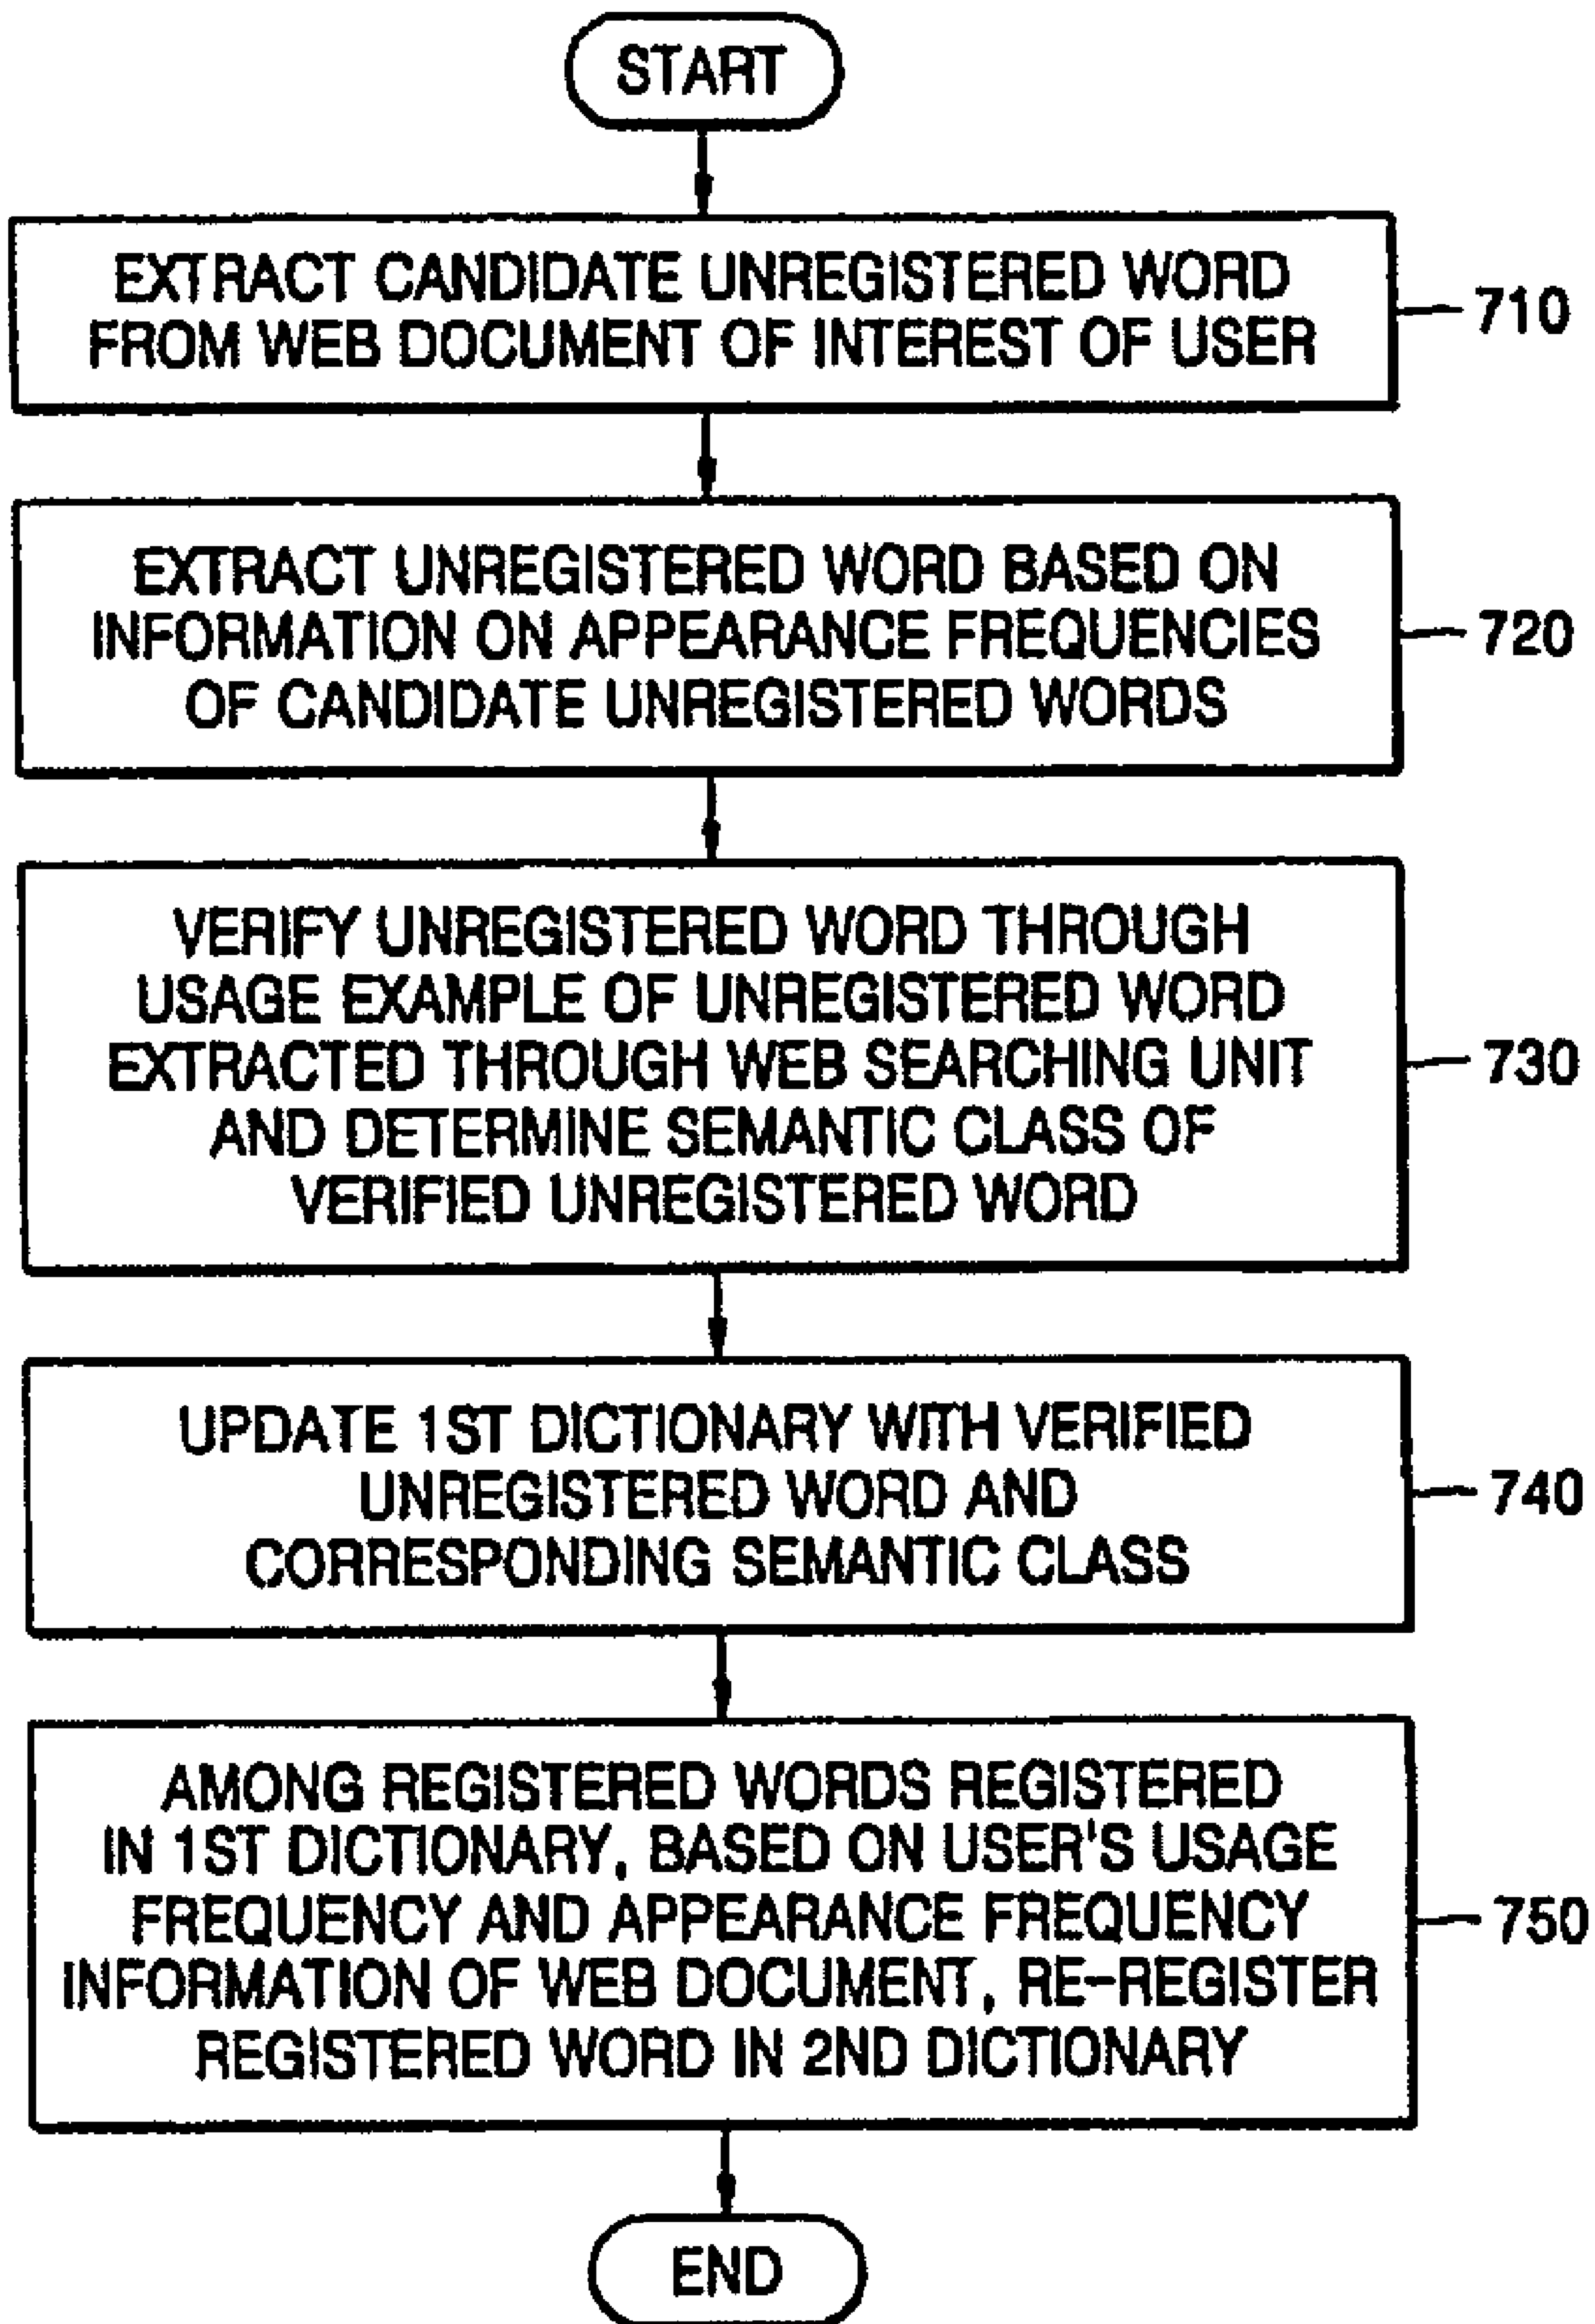 START
EXTRACT CANDIDATE UNREGISTERED WORD
FROM WEB DOCUMENT OF INTEREST OF USER
710
EXTRACT UNREGISTERED WORD BASED ON
INFORMATION ON APPEARANCE FREQUENCIES
OF CANDIDATE UNREGISTERED WORDS
720
VERIFY UNREGISTERED WORD THROUGH
USAGE EXAMPLE OF UNREGISTERED WORD
EXTRACTED THROUGH WEB SEARCHING UNIT
AND DETERMINE SEMANTIC CLASS OF
VERIFIED UNREGISTERED WORD
730
UPDATE 1ST DICTIONARY WITH VERIFIED
UNREGISTERED WORD AND
CORRESPONDING SEMANTIC CLASS
740
AMONG REGISTERED WORDS REGISTERED
IN 1ST DICTIONARY, BASED ON USER'S USAGE
FREQUENCY AND APPEARANCE FREQUENCY
INFORMATION OF WEB DOCUMENT, RE-REGISTER
REGISTERED WORD IN 2ND DICTIONARY
750
END